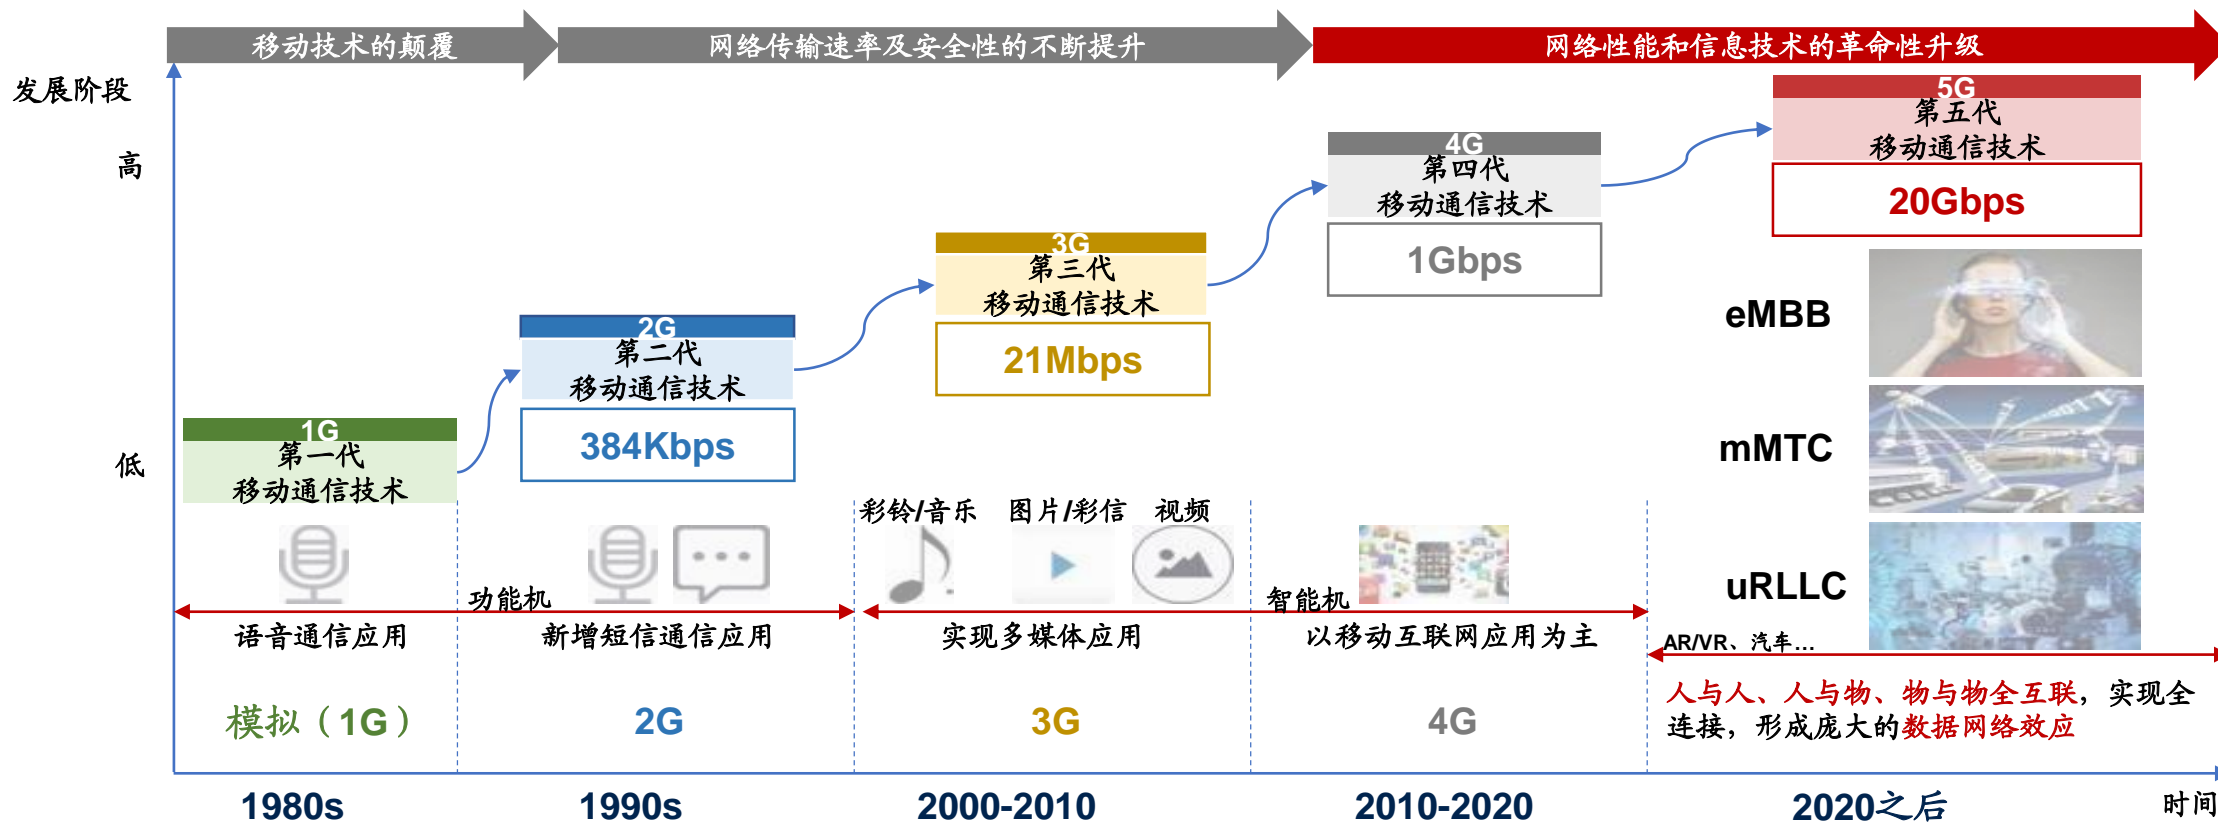 移动技术的颠覆
网络传输速率及安全性的不断提升
网络性能和信息技术的革命性升级
发展阶段
高
低
5G
第五代
移动通信技术
20Gbps
4G
第四代
移动通信技术
1Gbps
3G
第三代
移动通信技术
21Mbps
2G
第二代
移动通信技术
384Kbps
1G
第一代
移动通信技术
eMBB
mMTC
uRLLC
AR/VR、汽车...
彩铃/音乐
图片/彩信
视频
功能机
智能机
语音通信应用
新增短信通信应用
实现多媒体应用
以移动互联网应用为主
人与人、人与物、物与物全互联，实现全
连接，形成庞大的数据网络效应
模拟（1G）
2G
3G
4G
1980s
1990s
2000-2010
2010-2020
2020之后
时间